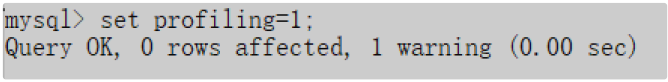 mysql> set profiling=1;
Query OK, 0 rows affected, 1 warning (0.00 sec)